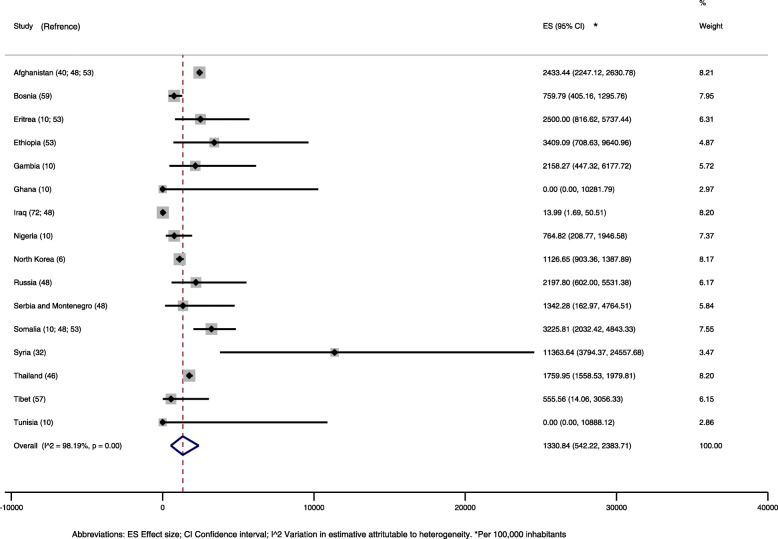 %
Study (Refrence) ES (95% CI) * Weight
Afghanistan (40; 48; 53) 2433.44 (2247.12, 2630.78) 8.21
Bosnia (59) 759.79 (405.16, 1295.76) 7.95
Eritrea (10; 53) 2500.00 (816.62, 5737.44) 6.31
Ethiopia (53) 3409.09 (708.63, 9640.96) 4.87
Gambia (10) 2158.27 (447.32, 6177.72) 5.72
Ghana (10) 0.00 (0.00, 10281.79) 2.97
Iraq (72; 48) 13.99 (1.69, 50.51) 8.20
Nigeria (10) 764.82 (208.77, 1946.58) 7.37
North Korea (6) 1126.65 (903.36, 1387.89) 8.17
Russia (48) 2197.80 (602.00, 5531.38) 6.17
Serbia and Montenegro (48) 1342.28 (162.97, 4764.51) 5.84
Somalia (10; 48; 53) 3225.81 (2032.42, 4843.33) 7.55
Syria (32) 11363.64 (3794.37, 24557.68) 3.47
Thailand (46) 1759.95 (1558.53, 1979.81) 8.20
Tibet (57) 555.56 (14.06, 3056.33) 6.15
Tunisia (10) 0.00 (0.00, 10888.12) 2.86
Overall (I^2 = 98.19%, p = 0.00) 1330.84 (542.22, 2383.71) 100.00
-10000 0 10000 20000 30000 40000
Abbreviations: ES Effect size; CI Confidence interval; I^2 Variation in estimative attritutable to heterogeneity. *Per 100,000 inhabitants